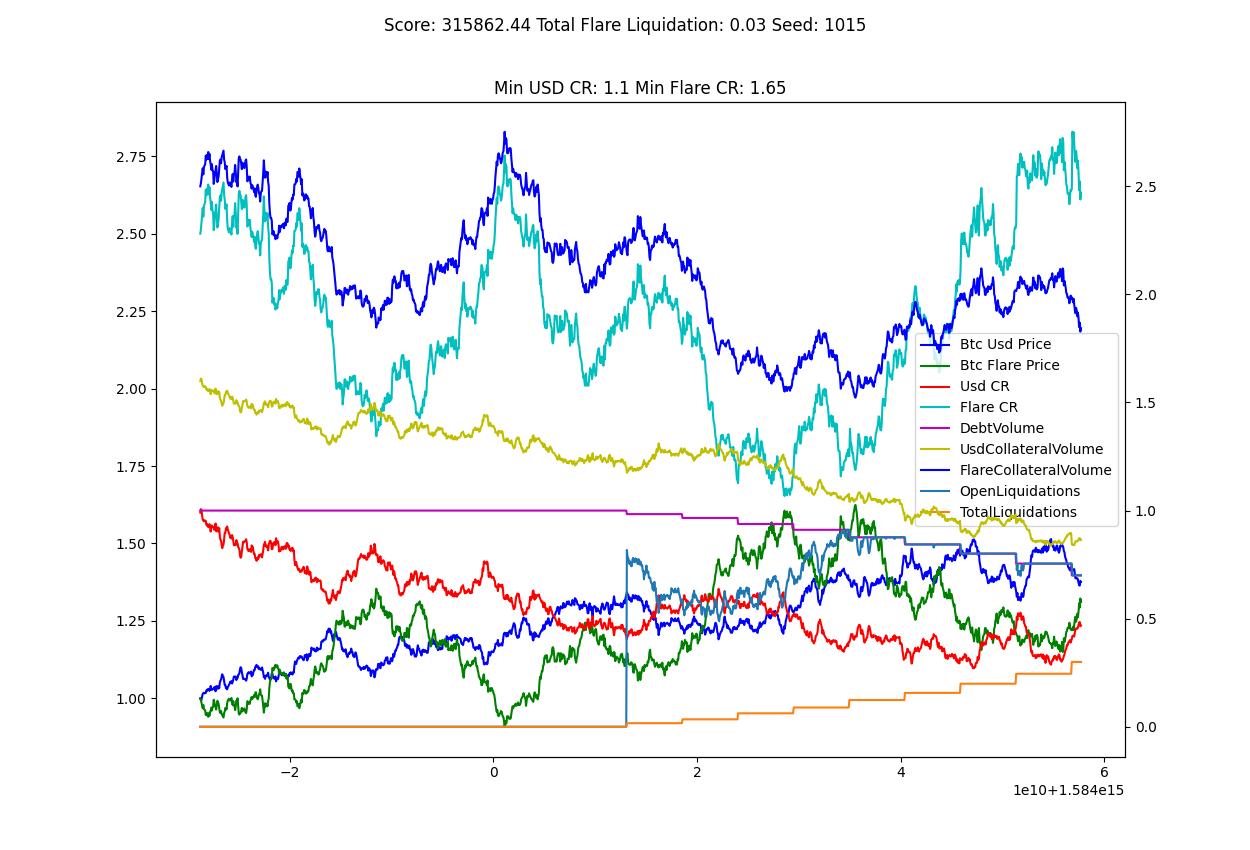 Score: 315862.44 Total Flare Liquidation: 0.03 Seed: 1015
Min USD CR: 1.1 Min Flare CR: 1.65
2.75
2.50
2.25
2.00
1.75
1.50
1.25
1.00
2.5
2.0
1.5
1.0
0.5
0.0
Btc Usd Price
Btc Flare Price
Usd CR
Flare CR
DebtVolume
UsdCollateralVolume
FlareCollateralVolume
OpenLiquidations
TotalLiquidations
−2 0 2 4 6
1e10+1.584e15